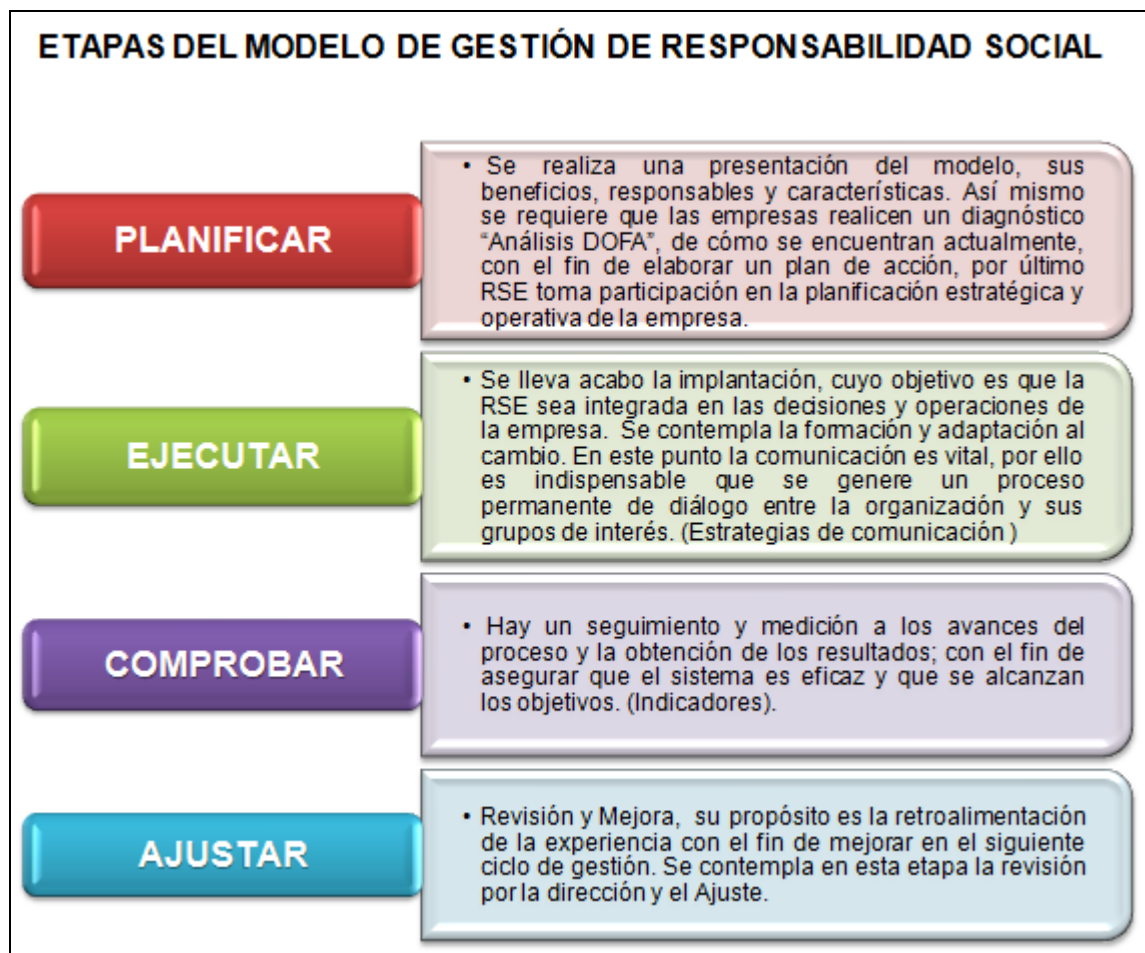 ETAPAS DEL MODELO DE GESTIÓN DE RESPONSABILIDAD SOCIAL
PLANIFICAR
• Se realiza una presentación del modelo, sus
beneficios, responsables y características. Así mismo
se requiere que las empresas realicen un diagnóstico
“Análisis DOFA”, de cómo se encuentran actualmente,
con el fin de elaborar un plan de acción, por último
RSE toma participación en la planificación estratégica y
operativa de la empresa.
EJECUTAR
• Se lleva acabo la implantación, cuyo objetivo es que la
RSE sea integrada en las decisiones y operaciones de
la empresa. Se contempla la formación y adaptación al
cambio. En este punto la comunicación es vital, por ello
es indispensable que se genere un proceso
permanente de diálogo entre la organización y sus
grupos de interés. (Estrategias de comunicación )
COMPROBAR
• Hay un seguimiento y medición a los avances del
proceso y la obtención de los resultados; con el fin de
asegurar que el sistema es eficaz y que se alcanzan
los objetivos. (Indicadores).
AJUSTAR
• Revisión y Mejora, su propósito es la retroalimentación
de la experiencia con el fin de mejorar en el siguiente
ciclo de gestión. Se contempla en esta etapa la revisión
por la dirección y el Ajuste.